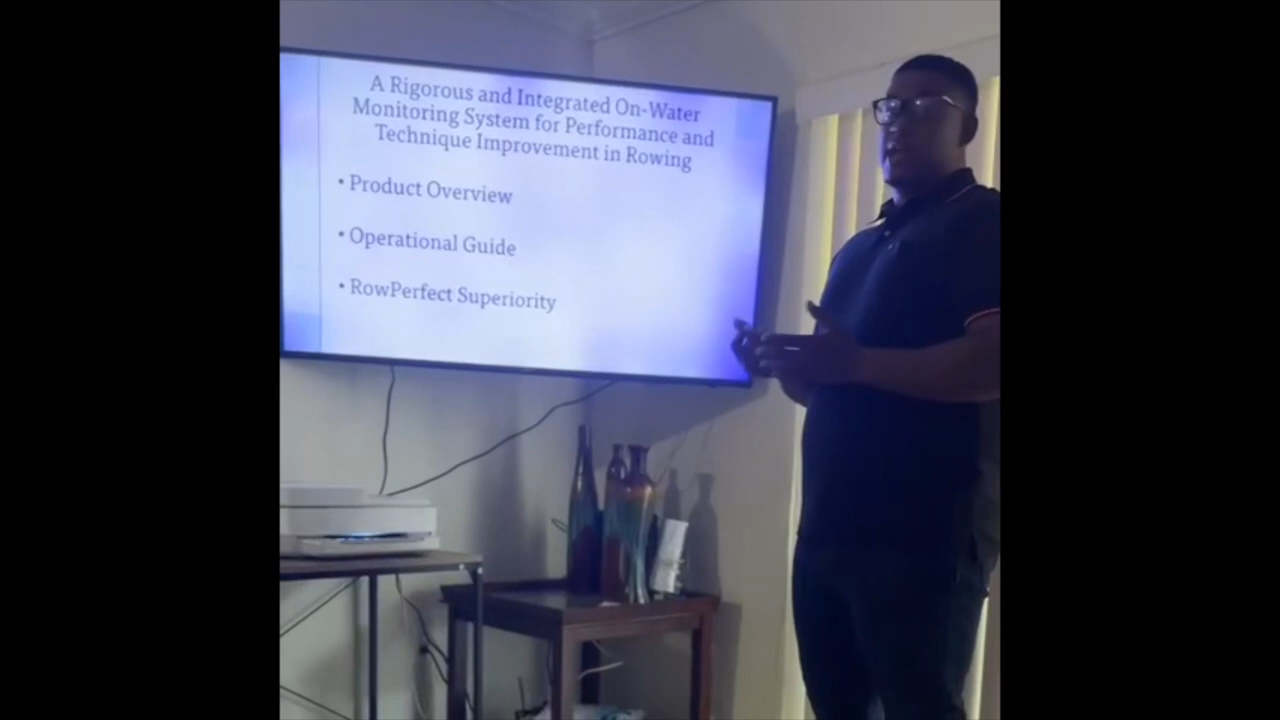 A Rigorous and Integrated On-Water
Monitoring System for Performance and
Technique Improvement in Rowing
• Product Overview
• Operational Guide
• RowPerfect Superiority